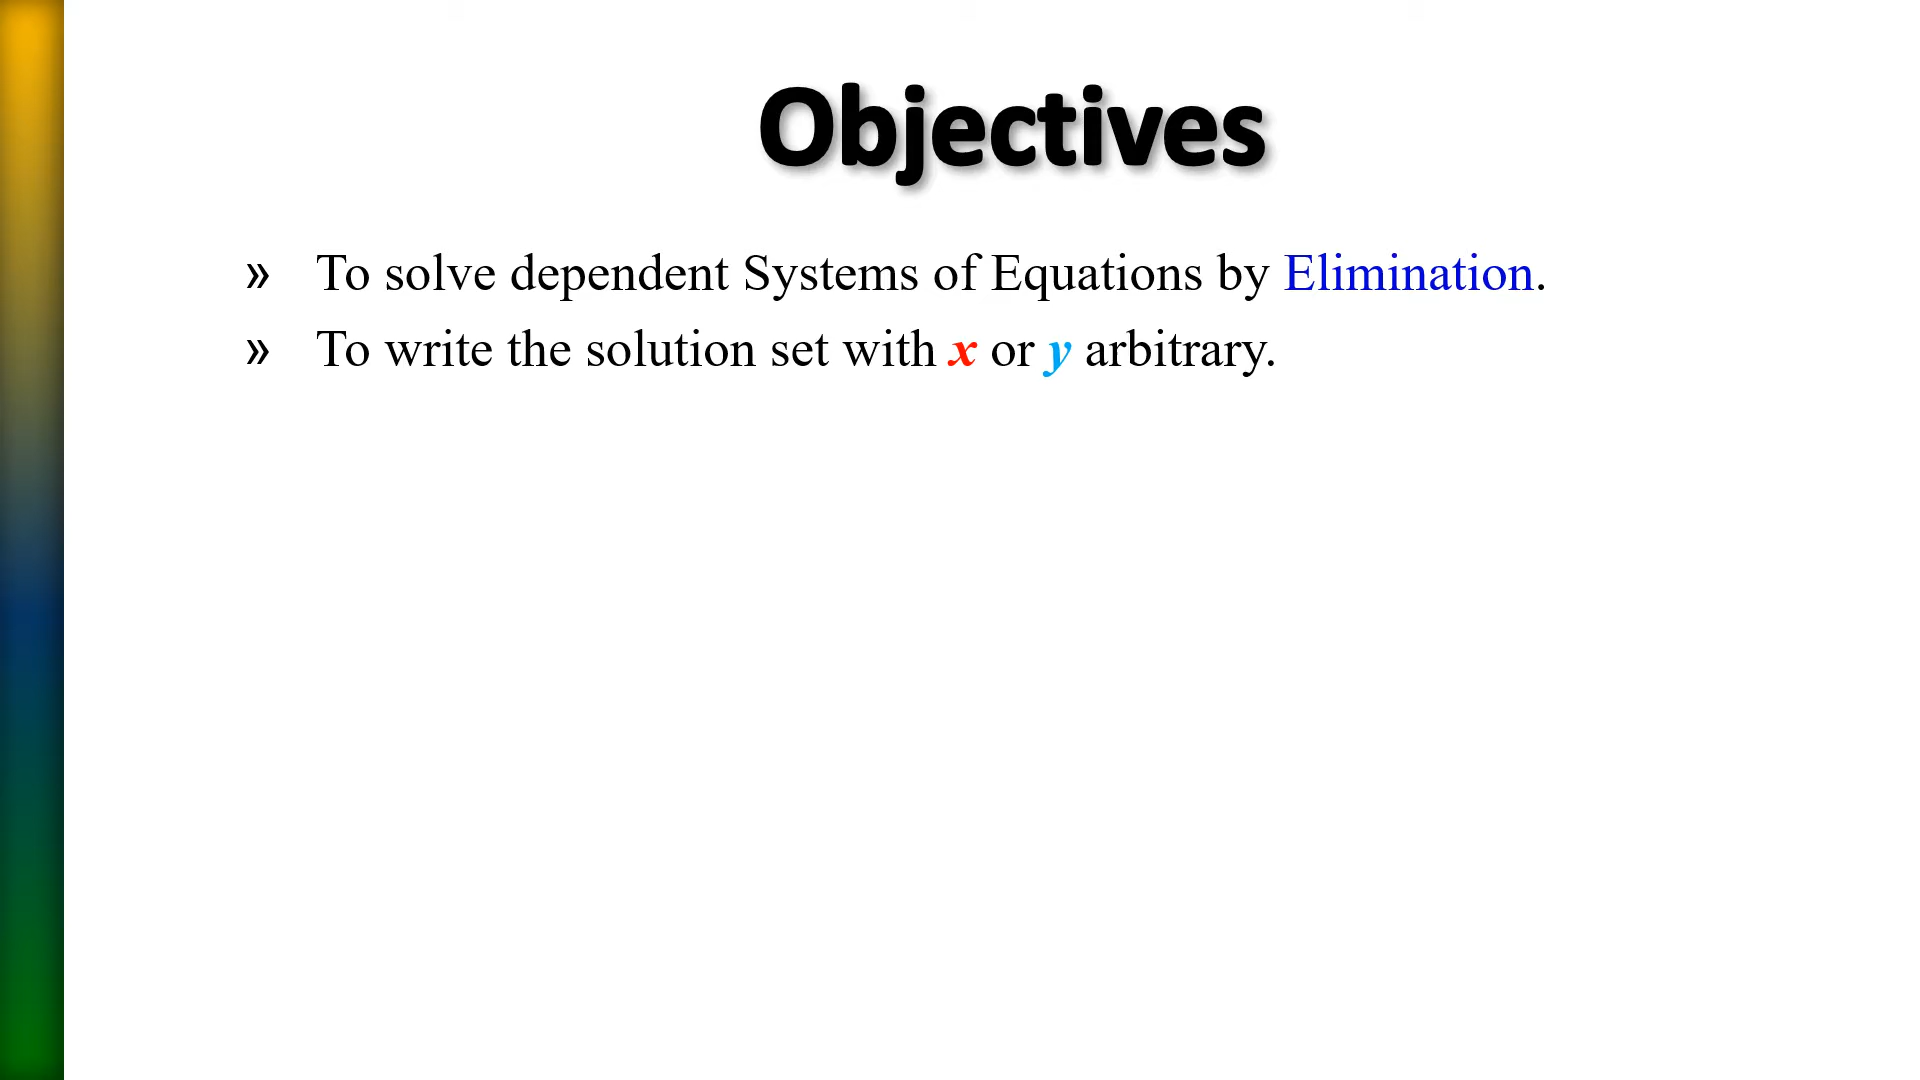 Objectives
» To solve dependent Systems of Equations by Elimination.
» To write the solution set with x or y arbitrary.